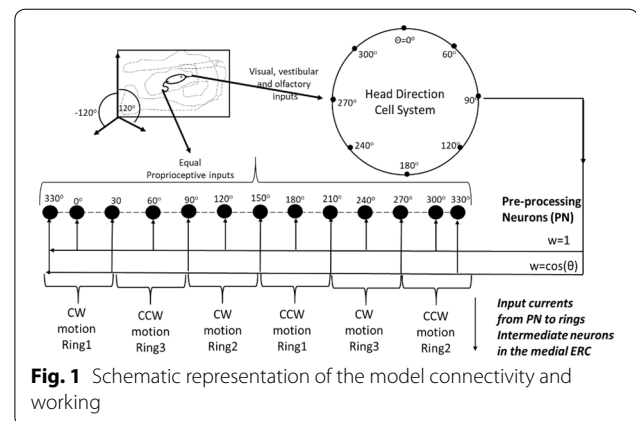 Θ=0°
300°
60°
Visual, vestibular
and olfactory
inputs
Head Direction
Cell System
270°
90°
-120°
120°
240°
120°
180°
Equal
Proprioceptive inputs
330°
0°
30
60°
90°
120°
150°
180°
210°
240°
270°
300°
330°
Pre-processing
Neurons (PN)
w=1
w=cos(θ)
CW
motion
Ring1
CCW
motion
Ring3
CW
motion
Ring2
CCW
motion
Ring1
CW
motion
Ring3
CCW
motion
Ring2
Input currents
from PN to rings
Intermediate neurons
in the medial ERC
Fig. 1 Schematic representation of the model connectivity and
working